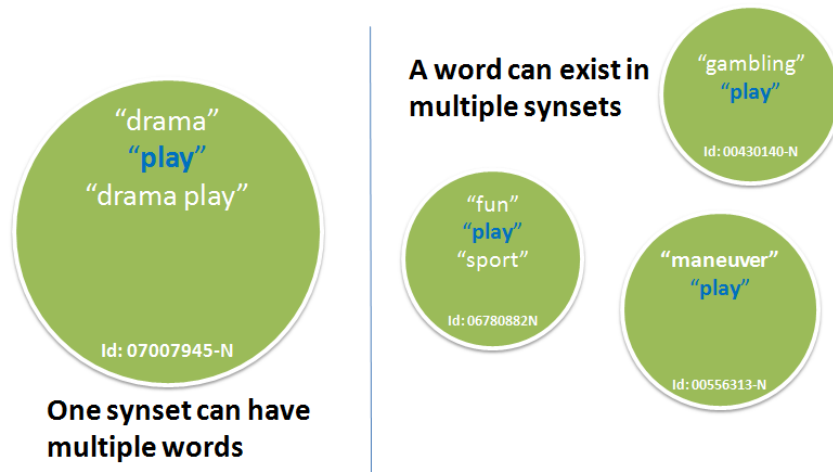 “drama”
“play”
“drama play”
Id: 07007945-N
One synset can have
multiple words
A word can exist in
multiple synsets
“gambling”
“play”
Id: 00430140-N
“fun”
“play”
“sport”
Id: 06780882N
“maneuver”
“play”
Id: 00556313-N